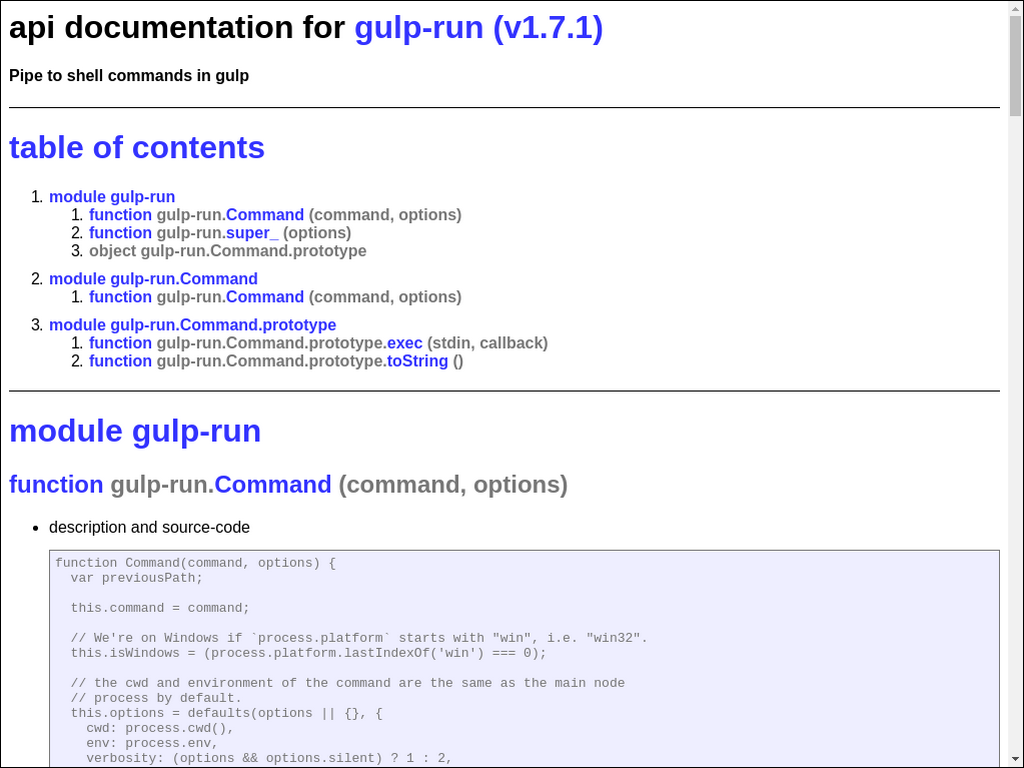 api documentation for gulp-run (v1.7.1)
Pipe to shell commands in gulp
table of contents
1. module gulp-run
1. function gulp-run.Command (command, options)
2. function gulp-run.super_ (options)
3. object gulp-run.Command.prototype
2. module gulp-run.Command
1. function gulp-run.Command (command, options)
3. module gulp-run.Command.prototype
1. function gulp-run.Command.prototype.exec (stdin, callback)
2. function gulp-run.Command.prototype.toString ()
module gulp-run
function gulp-run.Command (command, options)
• description and source-code
function Command(command, options) {
  var previousPath;
  this.command = command;
  // We're on Windows if `process.platform` starts with "win", i.e. "win32".
  this.isWindows = (process.platform.lastIndexOf('win') === 0);
  // the cwd and environment of the command are the same as the main node
  // process by default.
  this.options = defaults(options || {}, {
    cwd: process.cwd(),
    env: process.env,
    verbosity: (options && options.silent) ? 1 : 2,